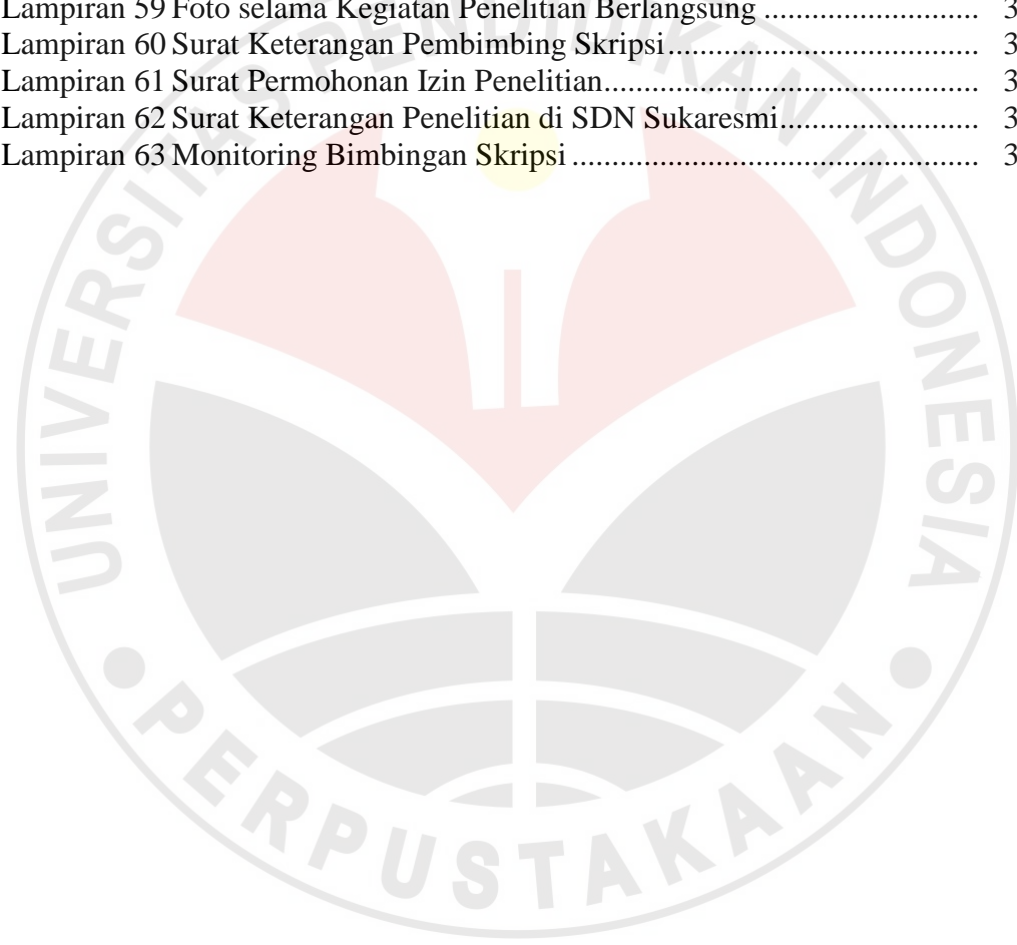 Lampiran 59 Foto selama Kegiatan Penelitian Berlangsung ................................. 3
Lampiran 60 Surat Keterangan Pembimbing Skripsi ............................................... 3
Lampiran 61 Surat Permohonan Izin Penelitian ......................................................... 3
Lampiran 62 Surat Keterangan Penelitian di SDN Sukaresmi .............................. 3
Lampiran 63 Monitoring Bimbingan Skripsi .............................................................. 3
UNIVERSITAS PENDIDIKAN INDONESIA
PERPUSTAKAAN